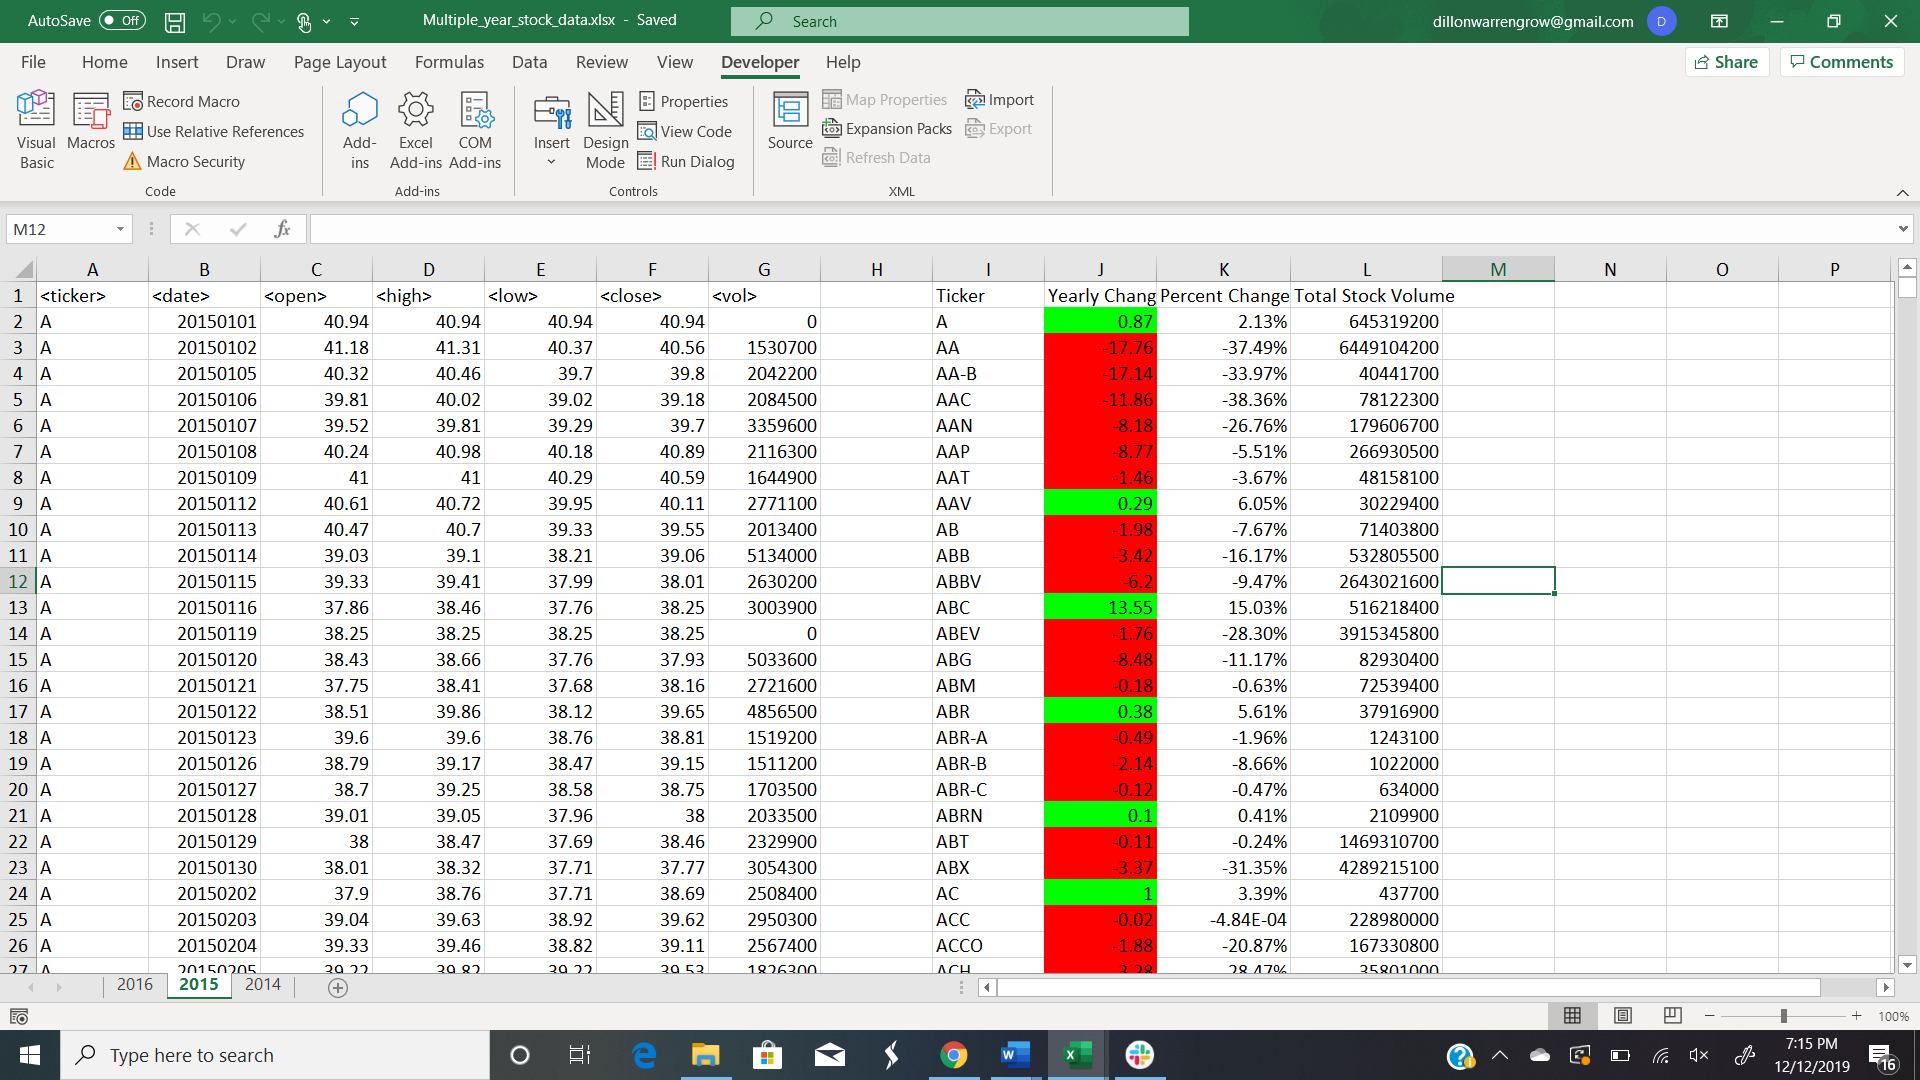 AutoSave Off Multiple_year_stock_data.xlsx - Saved Search dillonwarrengrow@gmail.com D
File Home Insert Draw Page Layout Formulas Data Review View Developer Help Share Comments
Visual Basic
Macros
Record Macro
Use Relative References
Macro Security
Code
Add-ins
Excel Add-ins
COM Add-ins
Add-ins
Insert
Design Mode
Properties
View Code
Run Dialog
Controls
Source
Map Properties
Expansion Packs
Refresh Data
Import
Export
XML
M12 fx
A B C D E F G H I J K L M N O P
1 <ticker> <date> <open> <high> <low> <close> <vol> Ticker Yearly Chang Percent Change Total Stock Volume
2 A 20150101 40.94 40.94 40.94 40.94 0 A 0.87 2.13% 645319200
3 A 20150102 41.18 41.31 40.37 40.56 1530700 AA -17.76 -37.49% 6449104200
4 A 20150105 40.32 40.46 39.7 39.8 2042200 AA-B -17.14 -33.97% 40441700
5 A 20150106 39.81 40.02 39.02 39.18 2084500 AAC -11.86 -38.36% 78122300
6 A 20150107 39.52 39.81 39.29 39.7 3359600 AAN -8.18 -26.76% 179606700
7 A 20150108 40.24 40.98 40.18 40.89 2116300 AAP -8.77 -5.51% 266930500
8 A 20150109 41 41 40.29 40.59 1644900 AAT -1.46 -3.67% 48158100
9 A 20150112 40.61 40.72 39.95 40.11 2771100 AAV 0.29 6.05% 30229400
10 A 20150113 40.47 40.7 39.33 39.55 2013400 AB -1.98 -7.67% 71403800
11 A 20150114 39.03 39.1 38.21 39.06 5134000 ABB -3.42 -16.17% 532805500
12 A 20150115 39.33 39.41 37.99 38.01 2630200 ABBV -6.2 -9.47% 2643021600
13 A 20150116 37.86 38.46 37.76 38.25 3003900 ABC 13.55 15.03% 516218400
14 A 20150119 38.25 38.25 38.25 38.25 0 ABEV -1.76 -28.30% 3915345800
15 A 20150120 38.43 38.66 37.76 37.93 5033600 ABG -8.48 -11.17% 82930400
16 A 20150121 37.75 38.41 37.68 38.16 2721600 ABM -0.18 -0.63% 72539400
17 A 20150122 38.51 39.86 38.12 39.65 4856500 ABR 0.38 5.61% 37916900
18 A 20150123 39.6 39.6 38.76 38.81 1519200 ABR-A -0.49 -1.96% 1243100
19 A 20150126 38.79 39.17 38.47 39.15 1511200 ABR-B -2.14 -8.66% 1022000
20 A 20150127 38.7 39.25 38.58 38.75 1703500 ABR-C -0.12 -0.47% 634000
21 A 20150128 39.01 39.05 37.96 38 2033500 ABRN 0.1 0.41% 2109900
22 A 20150129 38 38.47 37.69 38.46 2329900 ABT -0.11 -0.24% 1469310700
23 A 20150130 38.01 38.32 37.71 37.77 3054300 ABX -3.37 -31.35% 4289215100
24 A 20150202 37.9 38.76 37.71 38.69 2508400 AC 1 3.39% 437700
25 A 20150203 39.04 39.63 38.92 39.62 2950300 ACC -0.02 -4.84E-04 228980000
26 A 20150204 39.33 39.46 38.82 39.11 2567400 ACCO -1.88 -20.87% 167330800
27 A 20150205 39.22 39.82 39.22 39.53 1826300 ACH 28.47% 35801000
2016 2015 2014
100%
Type here to search
7:15 PM
12/12/2019
16